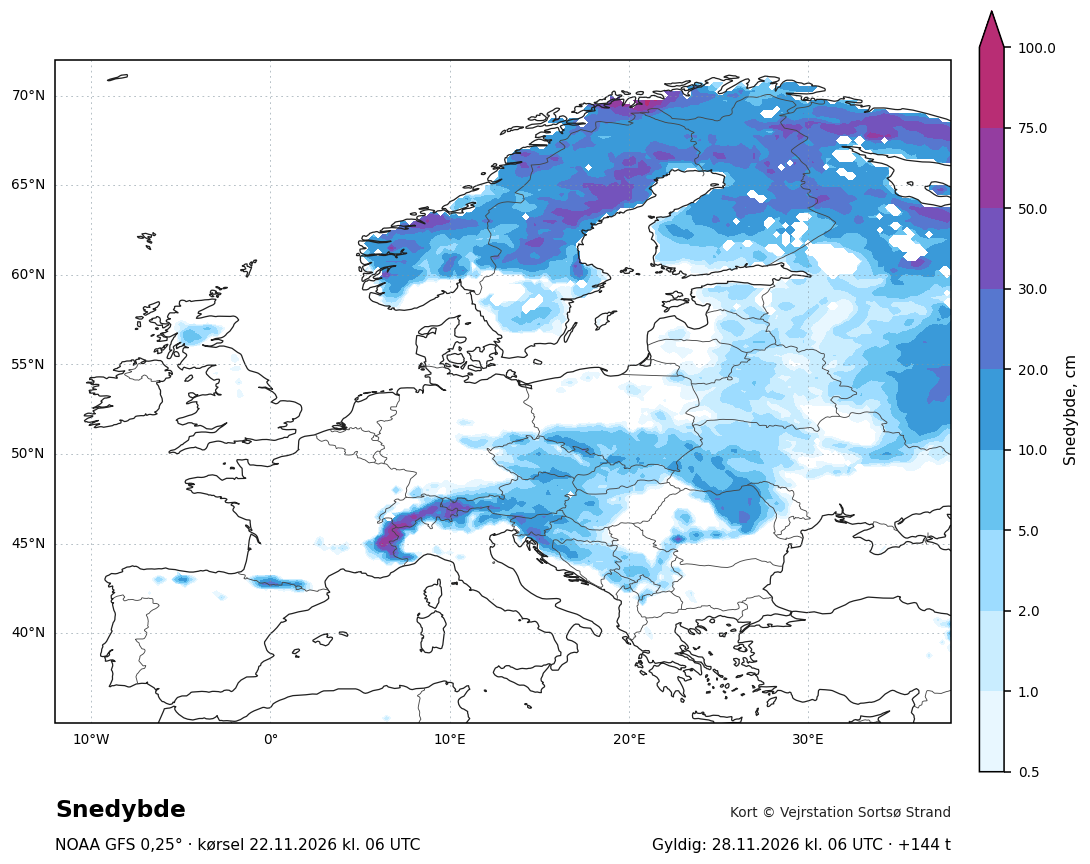 100.0
75.0
50.0
30.0
20.0
10.0
5.0
2.0
1.0
0.5
Snedybde, cm
70°N
65°N
60°N
55°N
50°N
45°N
40°N
10°W
0°
10°E
20°E
30°E
Snedybde
Kort © Vejrstation Sortsø Strand
NOAA GFS 0,25° · kørsel 22.11.2026 kl. 06 UTC
Gyldig: 28.11.2026 kl. 06 UTC · +144 t